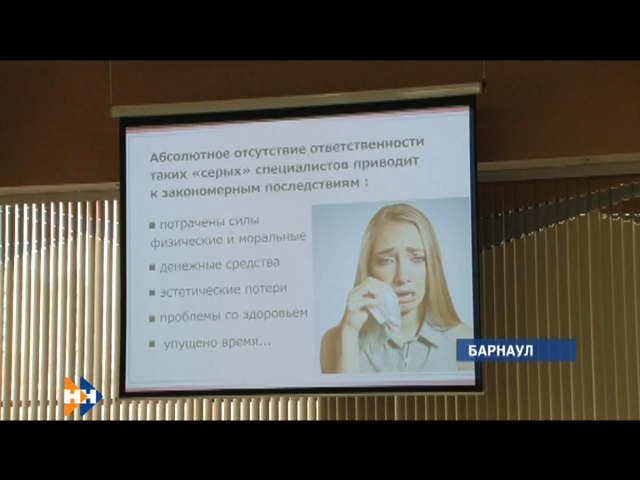 Абсолютное отсутствие ответственности
таких «серых» специалистов приводит
к закономерным последствиям :
потрачены силы
физические и моральные
денежные средства
эстетические потери
проблемы со здоровьем
упущено время...
БАРНАУЛ
НН